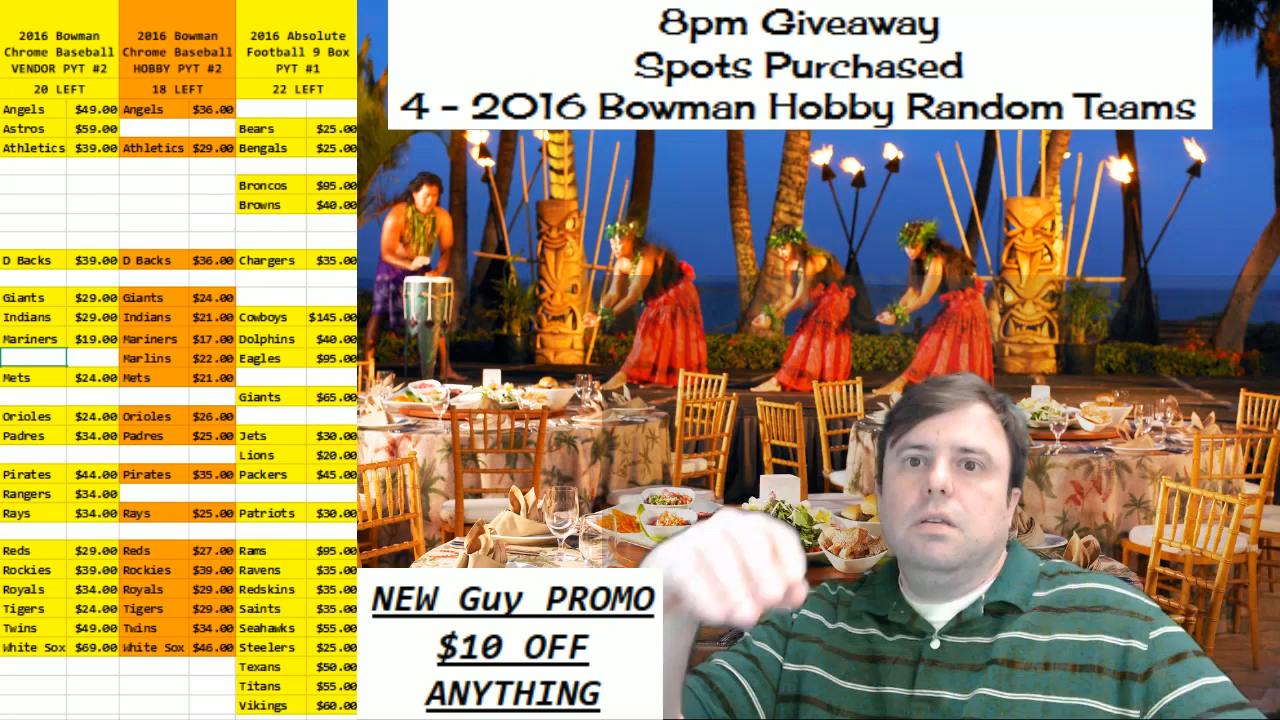 2016 Bowman Chrome Baseball VENDOR PYT #2
20 LEFT
Angels $49.00
Astros $59.00
Athletics $39.00
D Backs $39.00
Giants $29.00
Indians $29.00
Mariners $19.00
Mets $24.00
Orioles $24.00
Padres $34.00
Pirates $44.00
Rangers $34.00
Rays $34.00
Reds $29.00
Rockies $39.00
Royals $34.00
Tigers $24.00
Twins $49.00
White Sox $69.00
2016 Bowman Chrome Baseball HOBBY PYT #2
18 LEFT
Angels $36.00
Athletics $29.00
D Backs $36.00
Giants $24.00
Indians $21.00
Mariners $17.00
Marlins $22.00
Mets $21.00
Orioles $26.00
Padres $25.00
Pirates $35.00
Rays $25.00
Reds $27.00
Rockies $39.00
Royals $29.00
Tigers $29.00
Twins $34.00
White Sox $46.00
2016 Absolute Football 9 Box PYT #1
22 LEFT
Bears $25.00
Bengals $25.00
Broncos $95.00
Browns $40.00
Chargers $35.00
Cowboys $145.00
Dolphins $40.00
Eagles $95.00
Giants $65.00
Jets $30.00
Lions $20.00
Packers $45.00
Patriots $30.00
Rams $95.00
Ravens $35.00
Redskins $35.00
Saints $35.00
Seahawks $55.00
Steelers $25.00
Texans $50.00
Titans $55.00
Vikings $60.00
8pm Giveaway
Spots Purchased
4 - 2016 Bowman Hobby Random Teams
NEW Guy PROMO
$10 OFF
ANYTHING